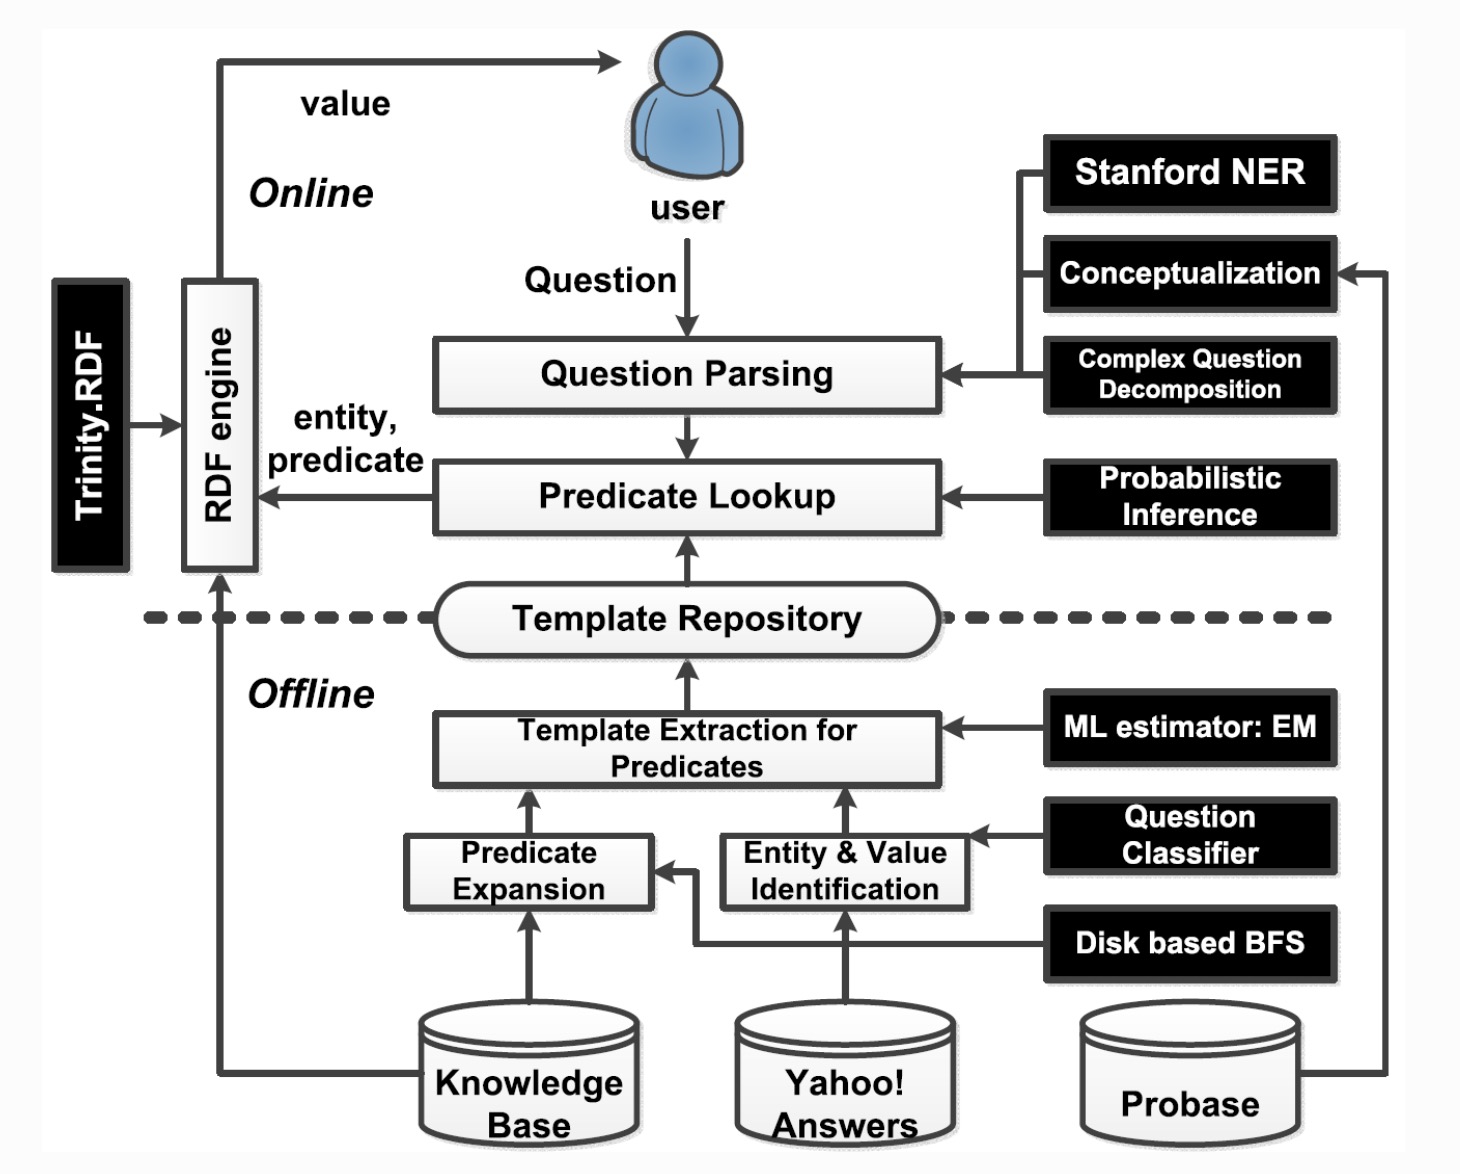 value
Online
user
Question
Stanford NER
Conceptualization
Complex Question
Decomposition
Trinity.RDF
RDF engine
Question Parsing
entity,
predicate
Predicate Lookup
Probabilistic
Inference
Template Repository
Offline
Template Extraction for
Predicates
ML estimator: EM
Predicate
Expansion
Entity & Value
Identification
Question
Classifier
Disk based BFS
Knowledge
Base
Yahoo!
Answers
Probase